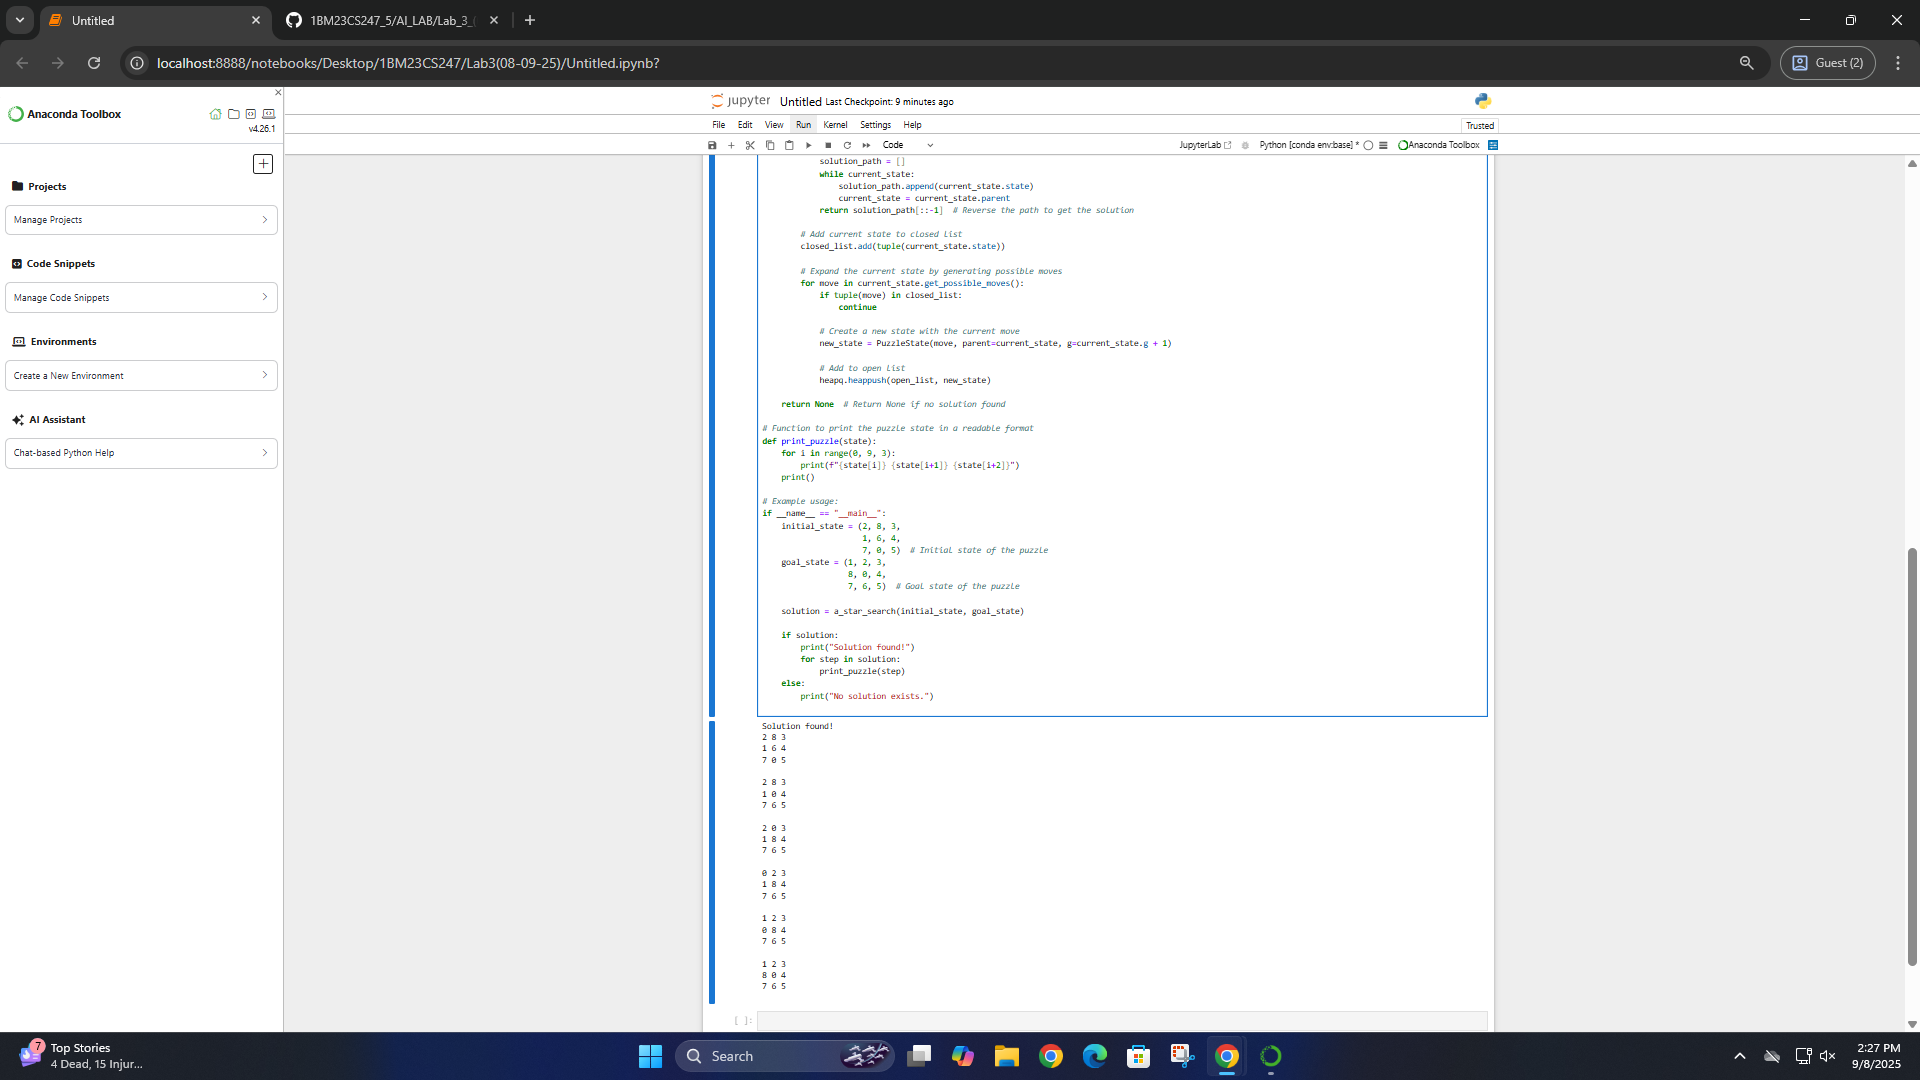 Untitled
1BM23CS247_5/AI_LAB/Lab_3_(
localhost:8888/notebooks/Desktop/1BM23CS247/Lab3(08-09-25)/Untitled.ipynb?
Guest (2)
Anaconda Toolbox
v4.26.1
Projects
Manage Projects
Code Snippets
Manage Code Snippets
Environments
Create a New Environment
AI Assistant
Chat-based Python Help
jupyter Untitled Last Checkpoint: 9 minutes ago
File Edit View Run Kernel Settings Help
Trusted
Code
JupyterLab
Python [conda env:base] *
Anaconda Toolbox
solution_path = []
while current_state:
solution_path.append(current_state.state)
current_state = current_state.parent
return solution_path[::-1]  # Reverse the path to get the solution
# Add current state to closed list
closed_list.add(tuple(current_state.state))
# Expand the current state by generating possible moves
for move in current_state.get_possible_moves():
if tuple(move) in closed_list:
continue
# Create a new state with the current move
new_state = PuzzleState(move, parent=current_state, g=current_state.g + 1)
# Add to open list
heapq.heappush(open_list, new_state)
return None  # Return None if no solution found
# Function to print the puzzle state in a readable format
def print_puzzle(state):
for i in range(0, 9, 3):
print(f"{state[i]} {state[i+1]} {state[i+2]}")
print()
# Example usage:
if __name__ == "__main__":
initial_state = (2, 8, 3,
1, 6, 4,
7, 0, 5)  # Initial state of the puzzle
goal_state = (1, 2, 3,
8, 0, 4,
7, 6, 5)  # Goal state of the puzzle
solution = a_star_search(initial_state, goal_state)
if solution:
print("Solution found!")
for step in solution:
print_puzzle(step)
else:
print("No solution exists.")
Solution found!
2 8 3
1 6 4
7 0 5
2 8 3
1 0 4
7 6 5
2 0 3
1 8 4
7 6 5
0 2 3
1 8 4
7 6 5
1 2 3
0 8 4
7 6 5
1 2 3
8 0 4
7 6 5
[ ]:
7
Top Stories
4 Dead, 15 Injur...
Search
2:27 PM
9/8/2025